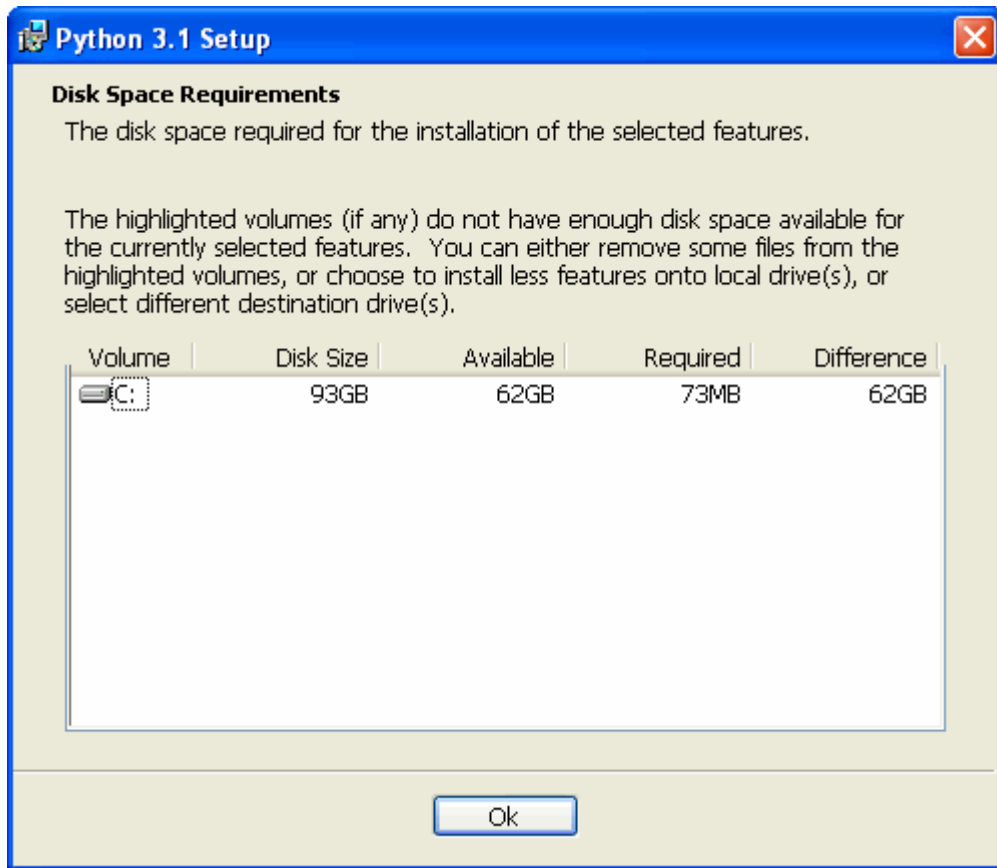 Python 3.1 Setup
Disk Space Requirements
The disk space required for the installation of the selected features.
The highlighted volumes (if any) do not have enough disk space available for
the currently selected features.  You can either remove some files from the
highlighted volumes, or choose to install less features onto local drive(s), or
select different destination drive(s).
Volume Disk Size Available Required Difference
C: 93GB 62GB 73MB 62GB
Ok